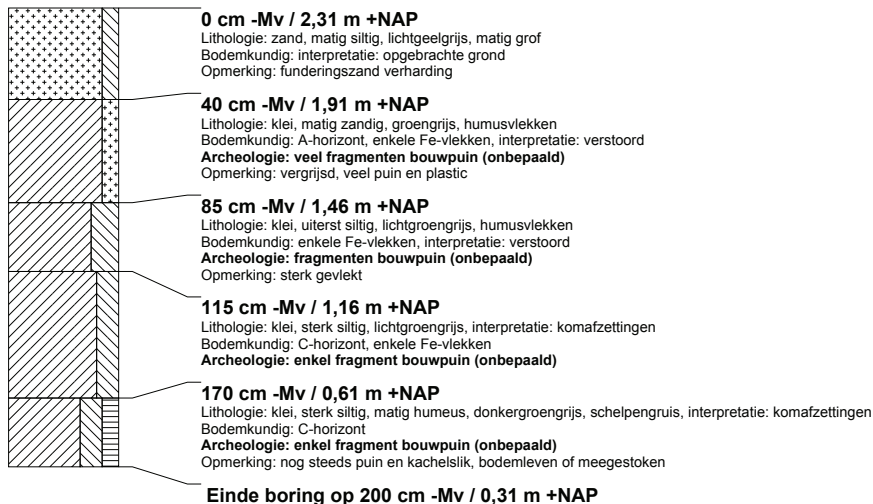 0 cm -Mv / 2,31 m +NAP
Lithologie: zand, matig siltig, lichtgeelgrijs, matig grof
Bodemkundig: interpretatie: opgebrachte grond
Opmerking: funderingszand verharding
40 cm -Mv / 1,91 m +NAP
Lithologie: klei, matig zandig, groengrijs, humusvlekken
Bodemkundig: A-horizont, enkele Fe-vlekken, interpretatie: verstoord
Archeologie: veel fragmenten bouwpuin (onbepaald)
Opmerking: vergrijsd, veel puin en plastic
85 cm -Mv / 1,46 m +NAP
Lithologie: klei, uiterst siltig, lichtgroengrijs, humusvlekken
Bodemkundig: enkele Fe-vlekken, interpretatie: verstoord
Archeologie: fragmenten bouwpuin (onbepaald)
Opmerking: sterk gevlekt
115 cm -Mv / 1,16 m +NAP
Lithologie: klei, sterk siltig, lichtgroengrijs, interpretatie: komafzettingen
Bodemkundig: C-horizont, enkele Fe-vlekken
Archeologie: enkel fragment bouwpuin (onbepaald)
170 cm -Mv / 0,61 m +NAP
Lithologie: klei, sterk siltig, matig humeus, donkergroengrijs, schelpengruis, interpretatie: komafzettingen
Bodemkundig: C-horizont
Archeologie: enkel fragment bouwpuin (onbepaald)
Opmerking: nog steeds puin en kachelslik, bodemleven of meegestoken
Einde boring op 200 cm -Mv / 0,31 m +NAP